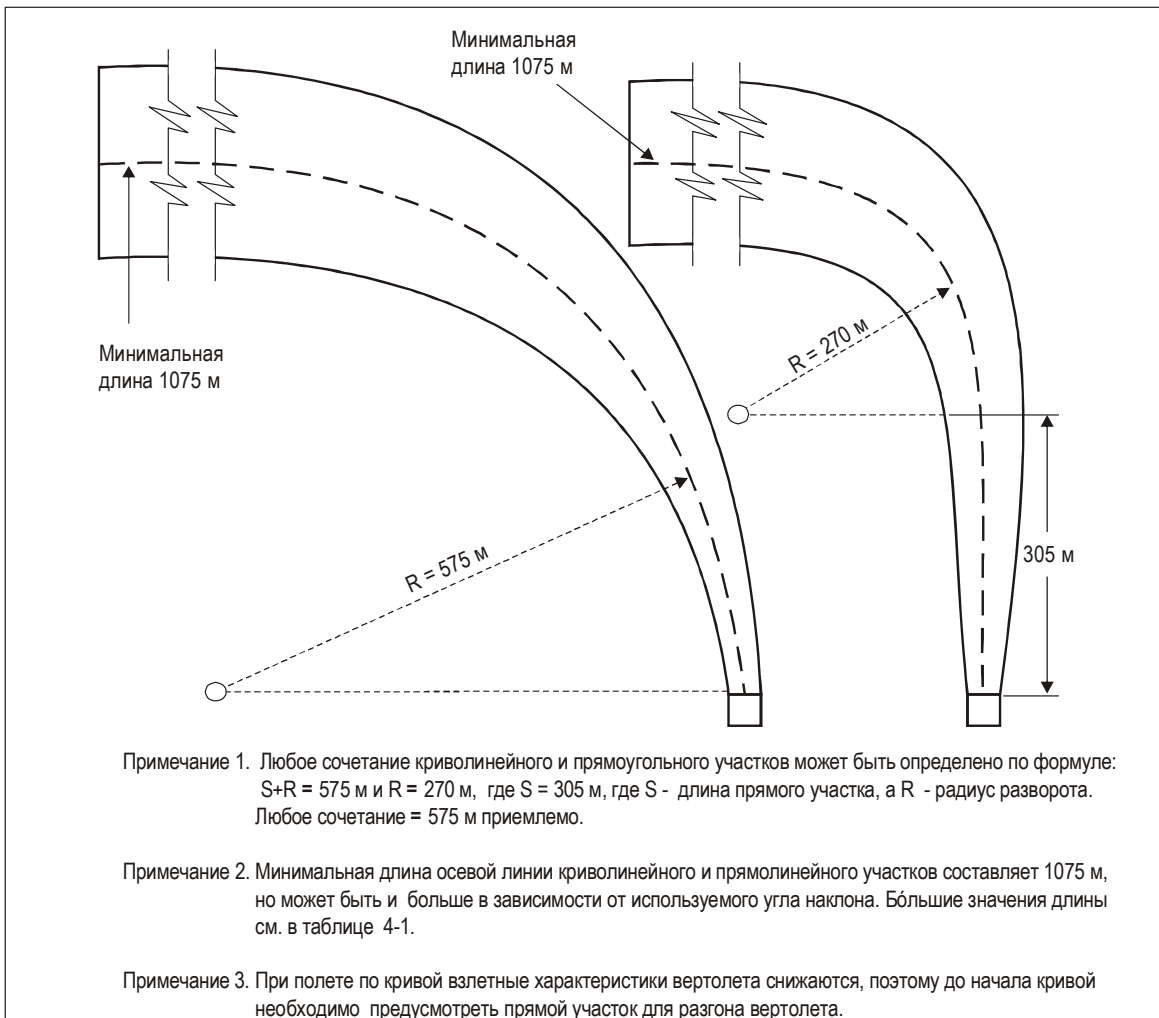 Минимальная
длина 1075 м
Минимальная
длина 1075 м
R = 270 м
R = 575 м
305 м
Примечание 1. Любое сочетание криволинейного и прямоугольного участков может быть определено по формуле:
S+R = 575 м и R = 270 м, где S = 305 м, где S - длина прямого участка, а R - радиус разворота.
Любое сочетание = 575 м приемлемо.
Примечание 2. Минимальная длина осевой линии криволинейного и прямолинейного участков составляет 1075 м,
но может быть и больше в зависимости от используемого угла наклона. Бо́льшие значения длины
см. в таблице 4-1.
Примечание 3. При полете по кривой взлетные характеристики вертолета снижаются, поэтому до начала кривой
необходимо предусмотреть прямой участок для разгона вертолета.